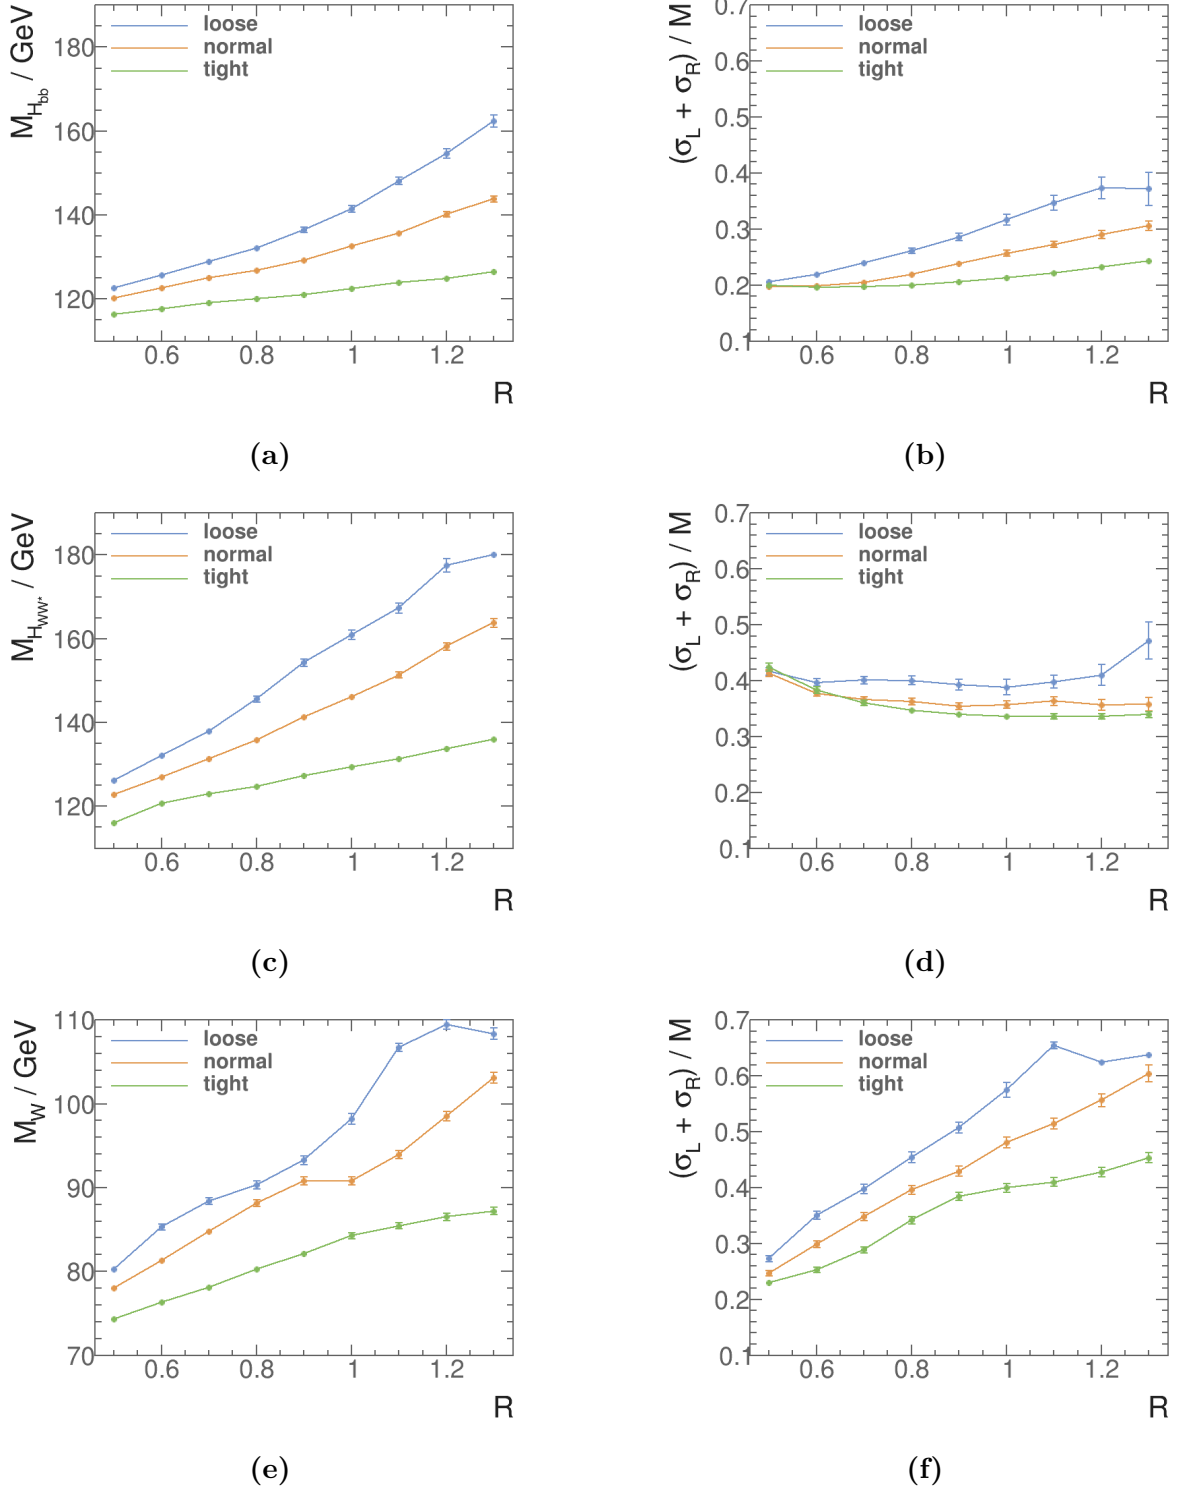 M_{H_{bb}} / GeV
180
160
140
120
loose
normal
tight
0.6 0.8 1 1.2
R
(a)
(σ_L + σ_R) / M
0.7
0.6
0.5
0.4
0.3
0.2
0.1
loose
normal
tight
0.6 0.8 1 1.2
R
(b)
M_{H_{WW*}} / GeV
180
160
140
120
loose
normal
tight
0.6 0.8 1 1.2
R
(c)
(σ_L + σ_R) / M
0.7
0.6
0.5
0.4
0.3
0.2
0.1
loose
normal
tight
0.6 0.8 1 1.2
R
(d)
M_W / GeV
110
100
90
80
70
loose
normal
tight
0.6 0.8 1 1.2
R
(e)
(σ_L + σ_R) / M
0.7
0.6
0.5
0.4
0.3
0.2
0.1
loose
normal
tight
0.6 0.8 1 1.2
R
(f)